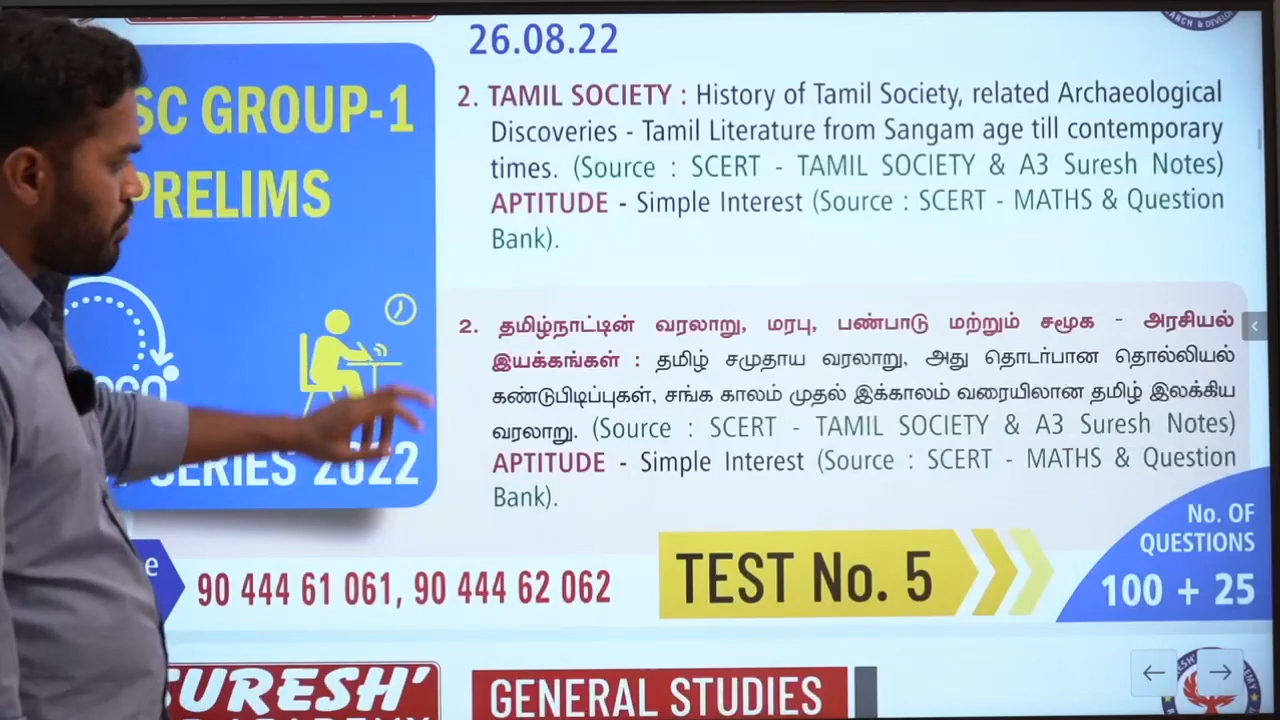 26.08.22
SC GROUP-1
PRELIMS
SERIES 2022
2. TAMIL SOCIETY : History of Tamil Society, related Archaeological
Discoveries - Tamil Literature from Sangam age till contemporary
times. (Source : SCERT - TAMIL SOCIETY & A3 Suresh Notes)
APTITUDE - Simple Interest (Source : SCERT - MATHS & Question
Bank).
2. தமிழ்நாட்டின் வரலாறு, மரபு, பண்பாடு மற்றும் சமூக - அரசியல்
இயக்கங்கள் : தமிழ் சமுதாய வரலாறு, அது தொடர்பான தொல்லியல்
கண்டுபிடிப்புகள், சங்க காலம் முதல் இக்காலம் வரையிலான தமிழ் இலக்கிய
வரலாறு. (Source : SCERT - TAMIL SOCIETY & A3 Suresh Notes)
APTITUDE - Simple Interest (Source : SCERT - MATHS & Question
Bank).
90 444 61 061, 90 444 62 062
TEST No. 5
No. OF
QUESTIONS
100 + 25
SURESH'
ACADEMY
GENERAL STUDIES